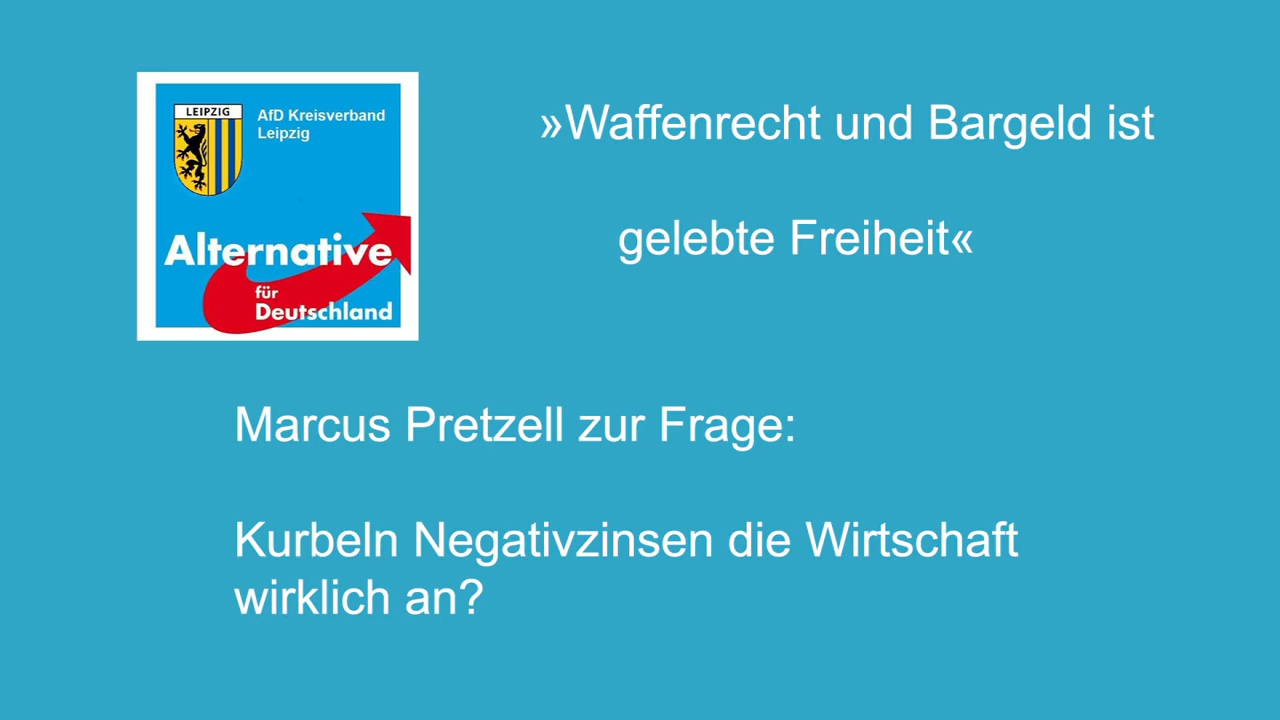 LEIPZIG
AfD Kreisverband
Leipzig
Alternative
für
Deutschland
»Waffenrecht und Bargeld ist
gelebte Freiheit«
Marcus Pretzell zur Frage:
Kurbeln Negativzinsen die Wirtschaft
wirklich an?